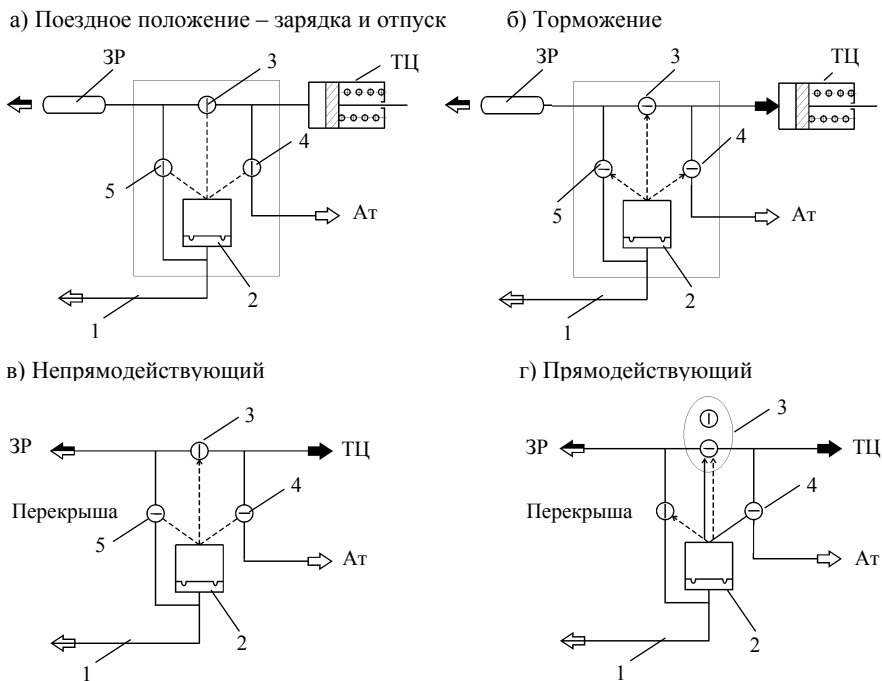 а) Поездное положение – зарядка и отпуск
б) Торможение
ЗР
3
ТЦ
4
5
Ат
2
1
ЗР
3
ТЦ
4
5
Ат
2
1
в) Непрямодействующий
г) Прямодействующий
ЗР
3
ТЦ
Перекрыша
4
5
Ат
2
1
ЗР
3
ТЦ
Перекрыша
4
Ат
2
1